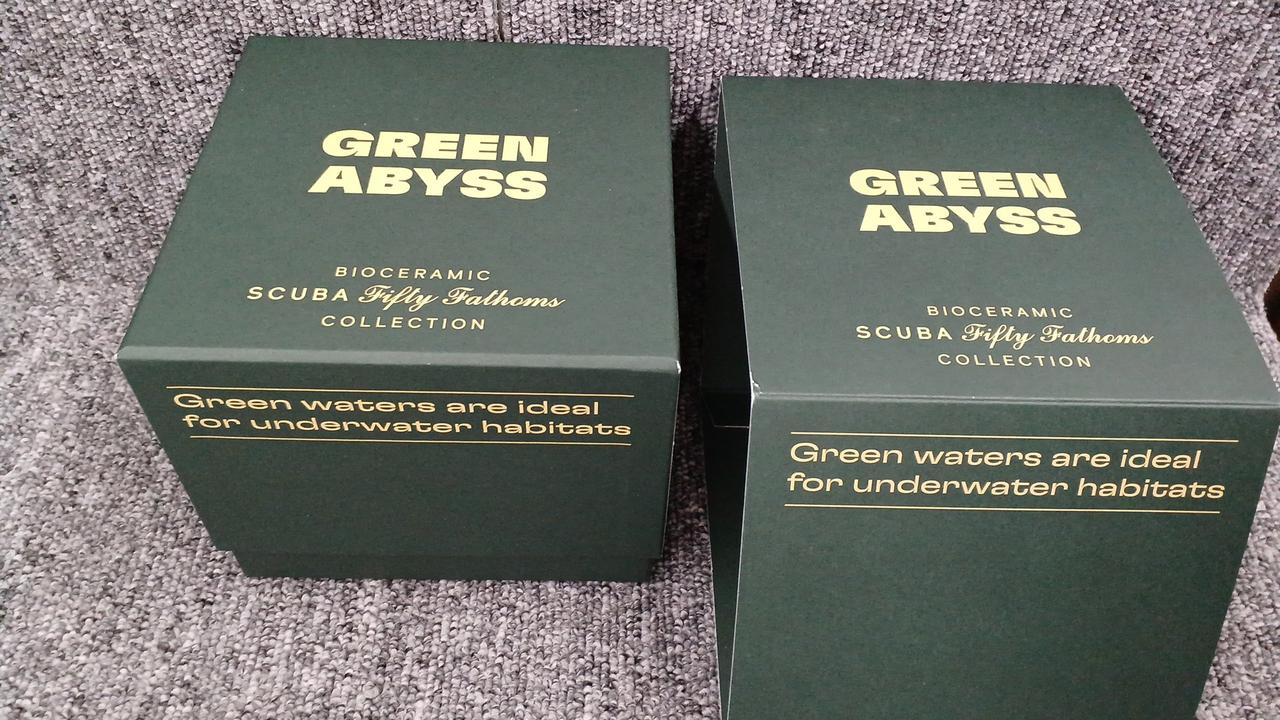 GREEN
ABYSS
BIOCERAMIC
SCUBA Fifty Fathoms
COLLECTION
Green waters are ideal
for underwater habitats
GREEN
ABYSS
BIOCERAMIC
SCUBA Fifty Fathoms
COLLECTION
Green waters are ideal
for underwater habitats